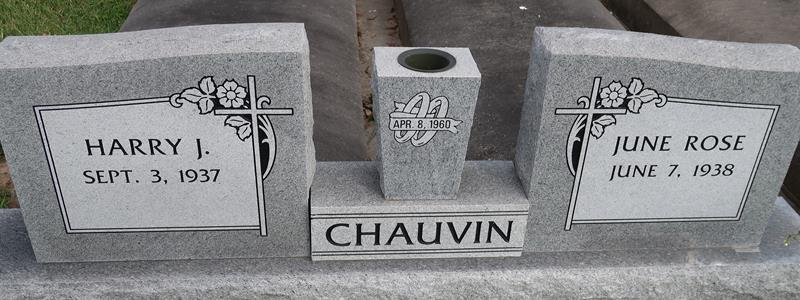 HARRY J.
SEPT. 3, 1937
APR. 8, 1960
CHAUVIN
JUNE ROSE
JUNE 7, 1938